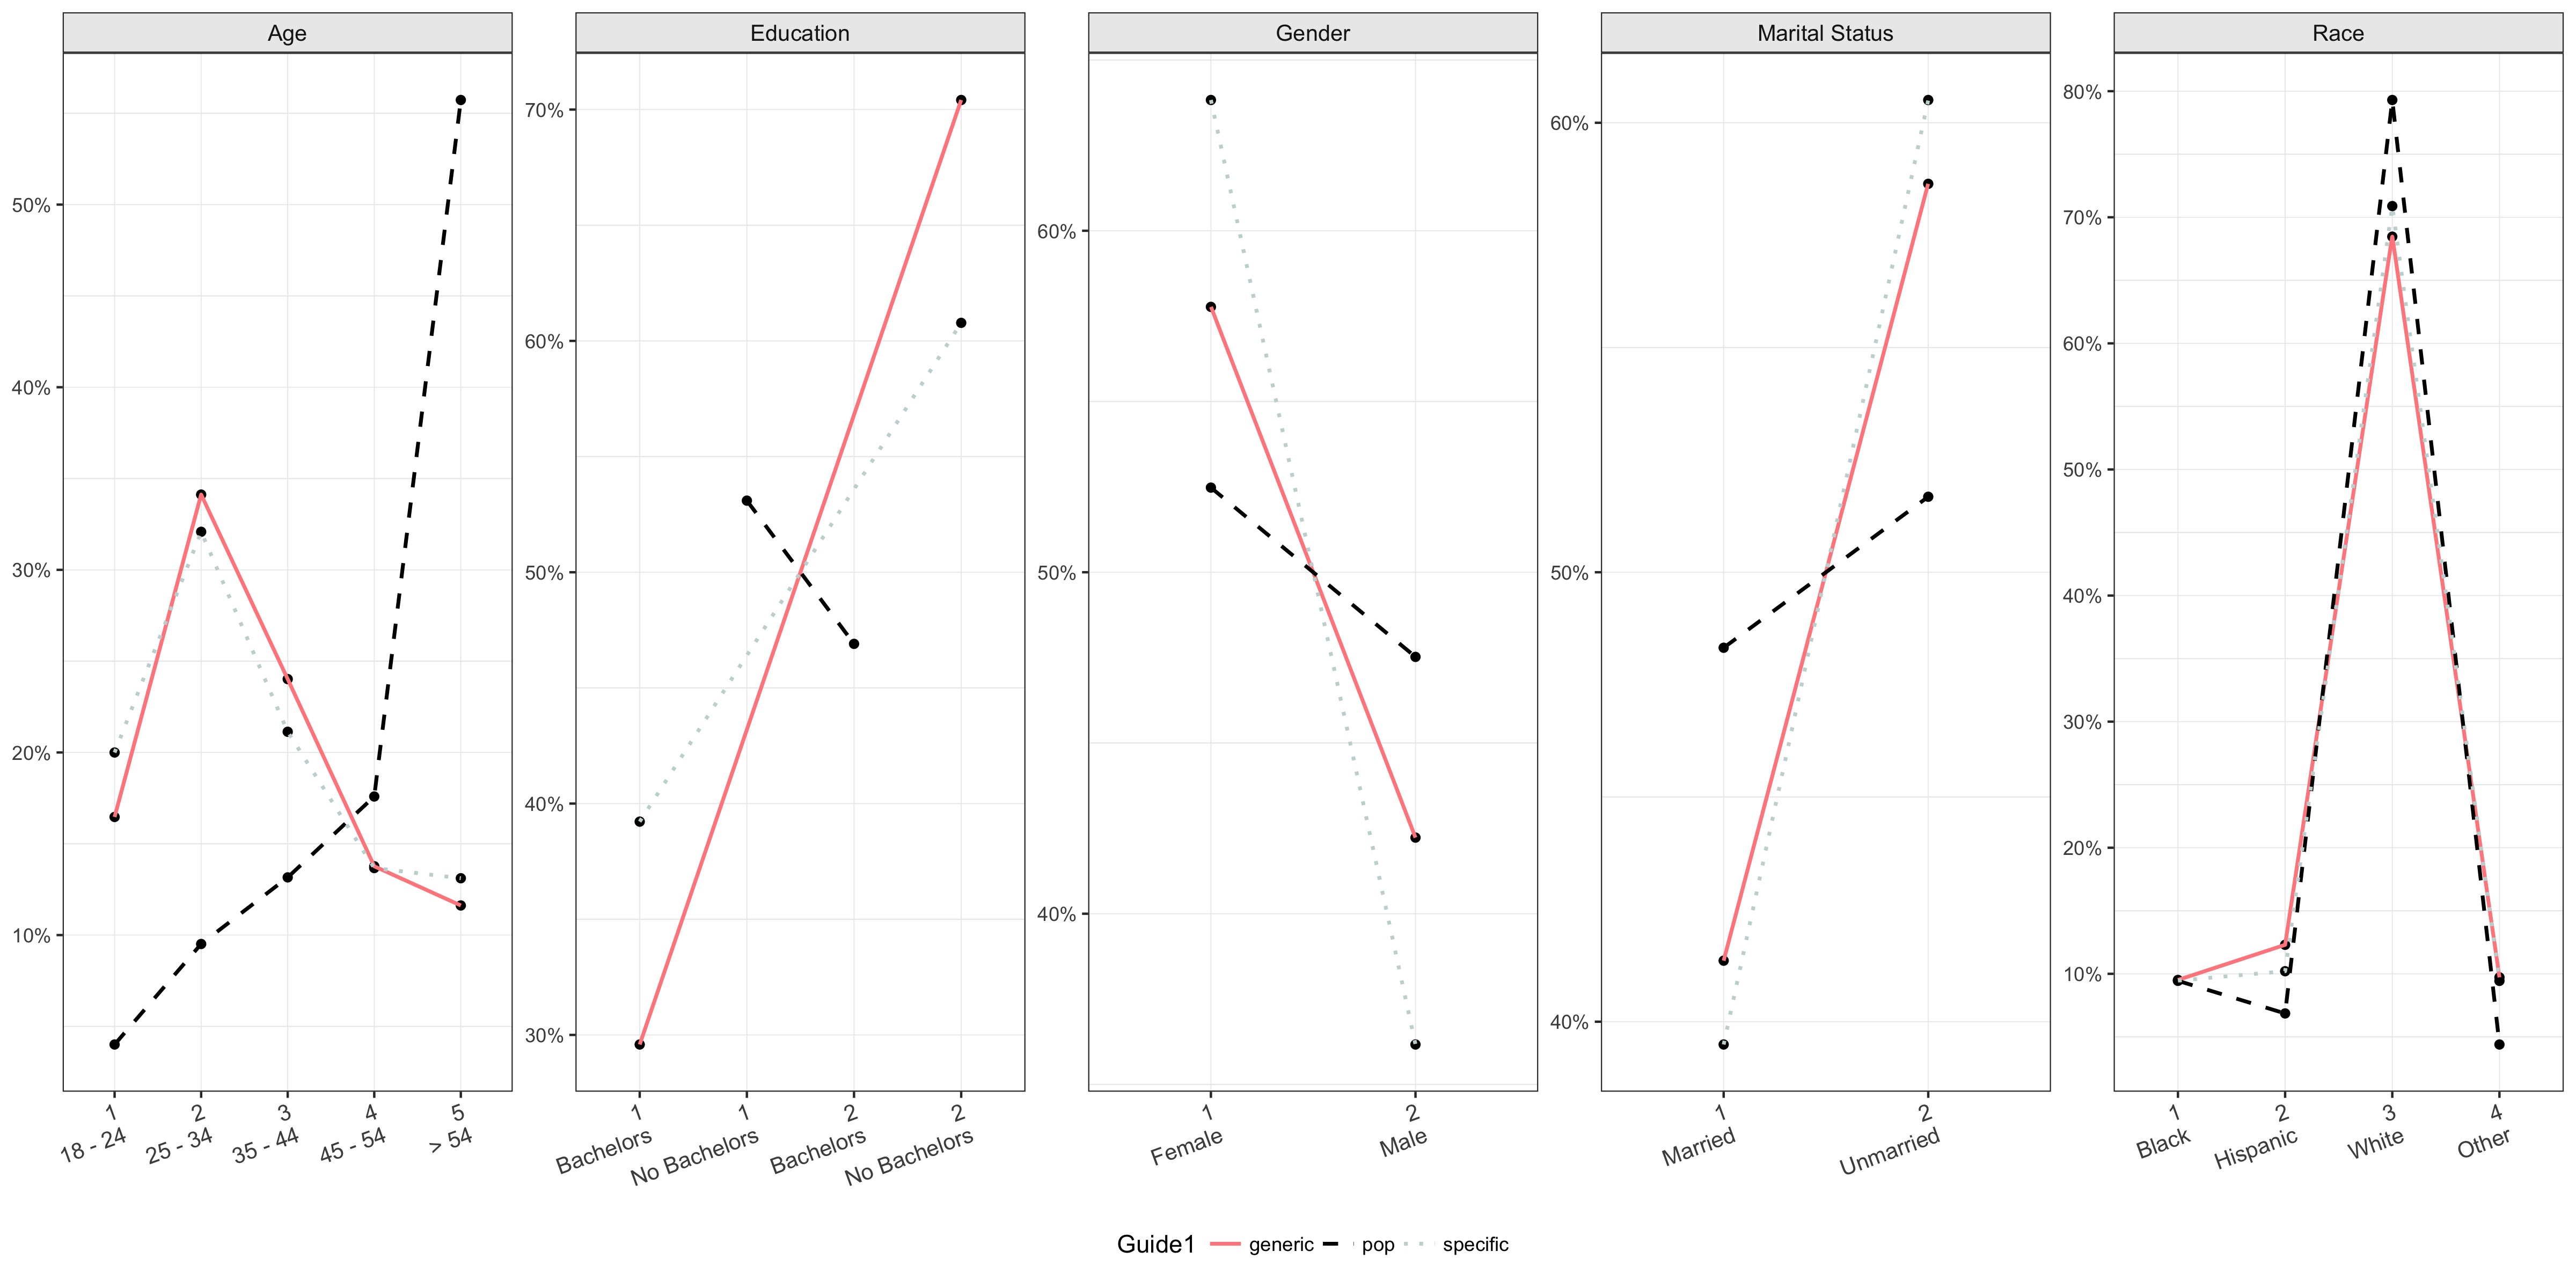 Age
Education
Gender
Marital Status
Race
50%
40%
30%
20%
10%
1
18 - 24
2
25 - 34
3
35 - 44
4
45 - 54
5
> 54
70%
60%
50%
40%
30%
1
Bachelors
1
No Bachelors
2
Bachelors
2
No Bachelors
60%
50%
40%
1
Female
2
Male
60%
50%
40%
1
Married
2
Unmarried
80%
70%
60%
50%
40%
30%
20%
10%
1
Black
2
Hispanic
3
White
4
Other
Guide1 generic pop specific